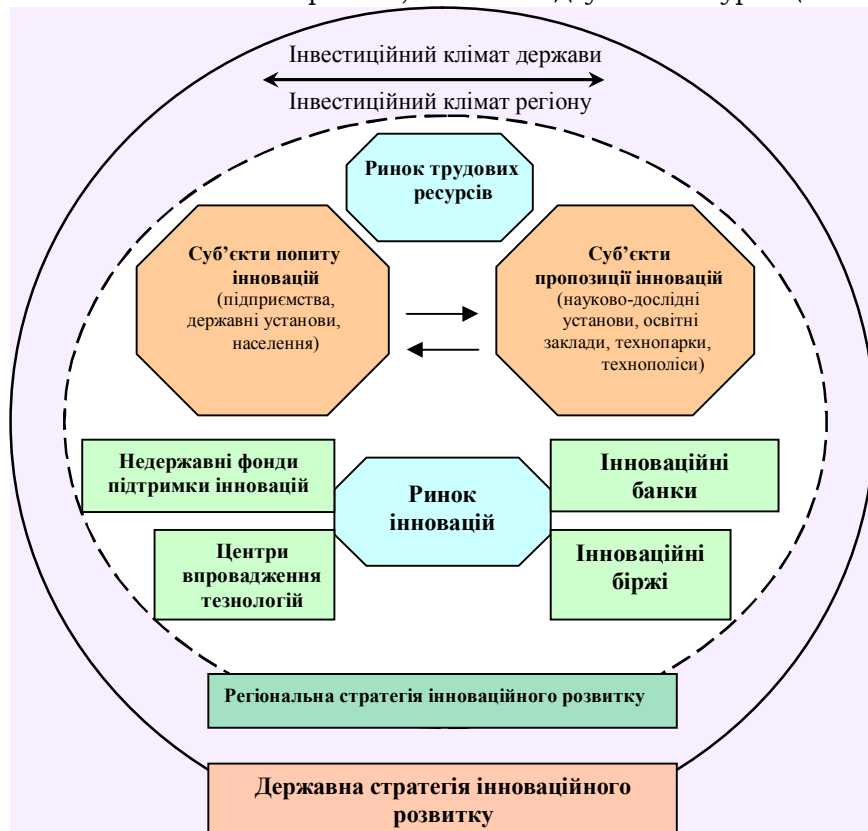 Інвестиційний клімат держави
Інвестиційний клімат регіону
Ринок трудових
ресурсів
Суб’єкти попиту
інновацій
(підприємства,
державні установи,
населення)
Суб’єкти
пропозиції інновацій
(науково-дослідні
установи, освітні
заклади, технопарки,
технополіси)
Недержавні фонди
підтримки інновацій
Ринок
інновацій
Інноваційні
банки
Центри
впровадження
тезнологій
Інноваційні
біржі
Регіональна стратегія інноваційного розвитку
Державна стратегія інноваційного
розвитку